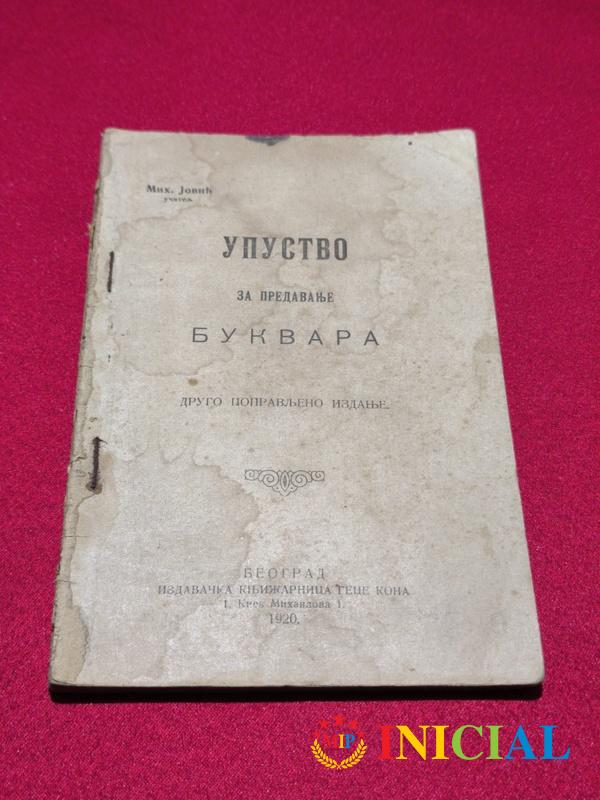 Мих. Јовић
учитељ
УПУСТВО
ЗА ПРЕДАВАЊЕ
БУКВАРА
ДРУГО ПОПРАВЉЕНО ИЗДАЊЕ.
БЕОГРАД
ИЗДАВАЧКА КЊИЖАРНИЦА ГЕЦЕ КОНА
1, Кнез Михаилова 1.
1920.
MIP INICIAL